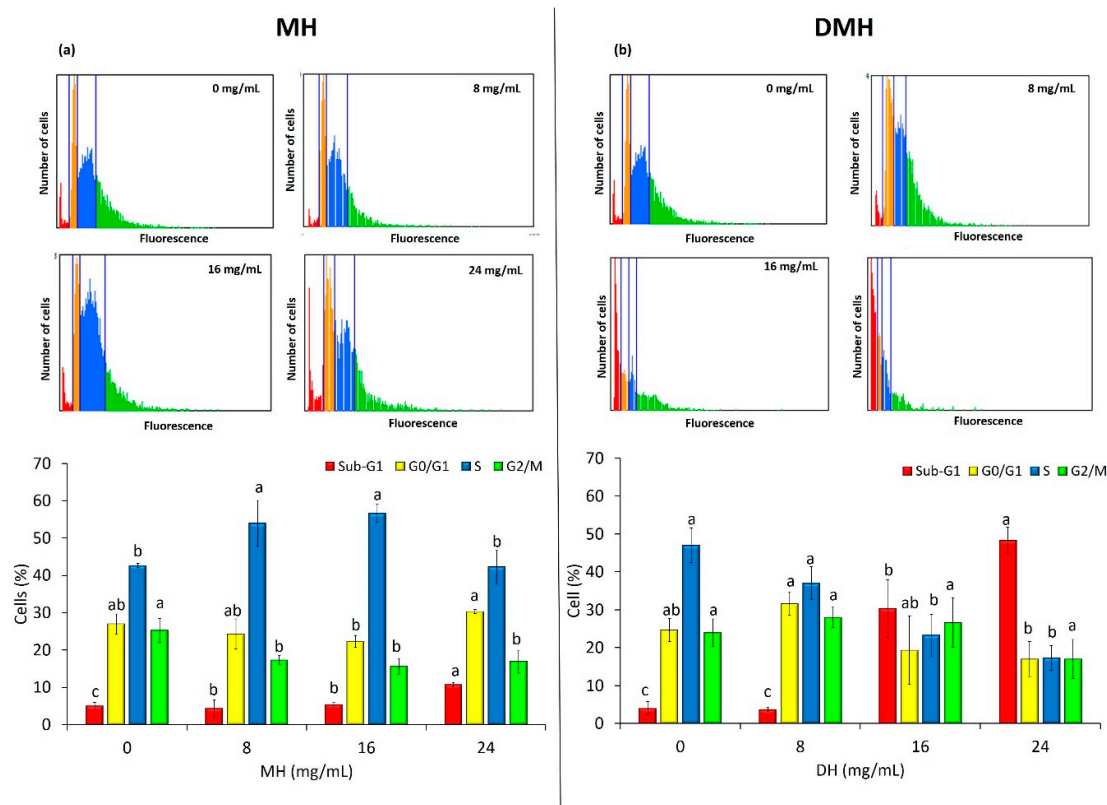 MH
(a)
0 mg/mL
Number of cells
Fluorescence
8 mg/mL
Number of cells
Fluorescence
16 mg/mL
Number of cells
Fluorescence
24 mg/mL
Number of cells
Fluorescence
Sub-G1 G0/G1 S G2/M
Cells (%)
70
60
50
40
30
20
10
0
c ab b a
b ab a b
b b a b
a a b b
0 8 16 24
MH (mg/mL)
DMH
(b)
0 mg/mL
Number of cells
Fluorescence
8 mg/mL
Number of cells
Fluorescence
16 mg/mL
Number of cells
Fluorescence
Number of cells
Fluorescence
Sub-G1 G0/G1 S G2/M
Cell (%)
70
60
50
40
30
20
10
0
c ab a a
c a a a
b ab b a
a b b a
0 8 16 24
DH (mg/mL)